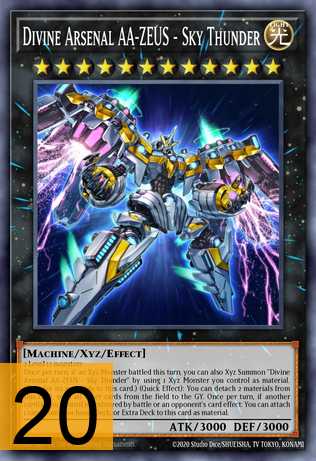 Divine Arsenal AA-ZEUS - Sky Thunder
LIGHT
光
[Machine/Xyz/Effect]
Once per turn, if an Xyz Monster battled this turn, you can also Xyz Summon "Divine
Arsenal AA-ZEUS - Sky Thunder" by using 1 Xyz Monster you control as material.
to this card.) (Quick Effect): You can detach 2 materials from
cards from the field to the GY. Once per turn, if another
by battle or an opponent's card effect: You can attach
or Extra Deck to this card as material.
ATK/3000 DEF/3000
20
©2020 Studio Dice/SHUEISHA, TV TOKYO, KONAMI